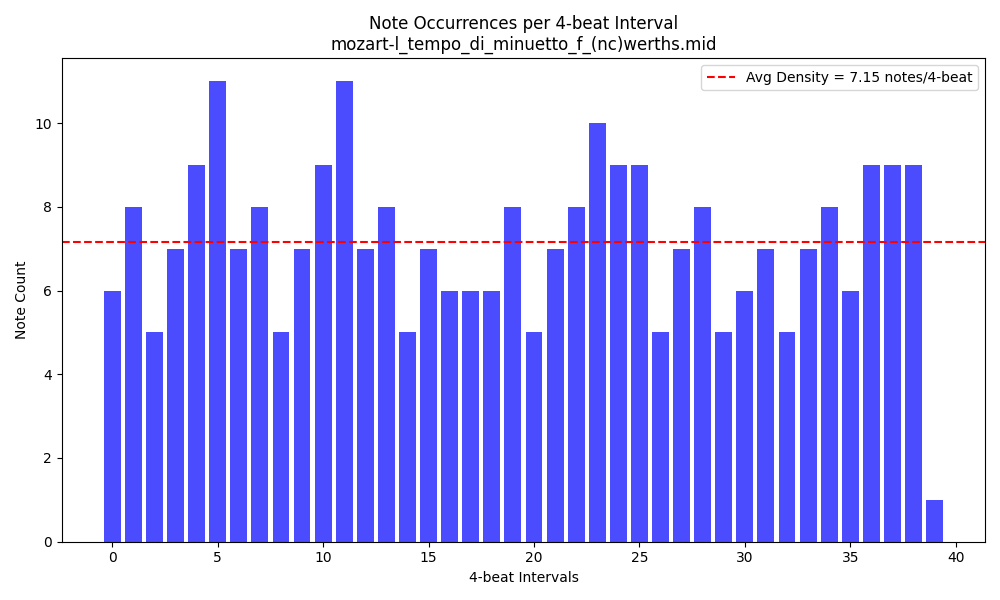 Note Occurrences per 4-beat Interval
mozart-l_tempo_di_minuetto_f_(nc)werths.mid
Avg Density = 7.15 notes/4-beat
Note Count
10
8
6
4
2
0
0 5 10 15 20 25 30 35 40
4-beat Intervals